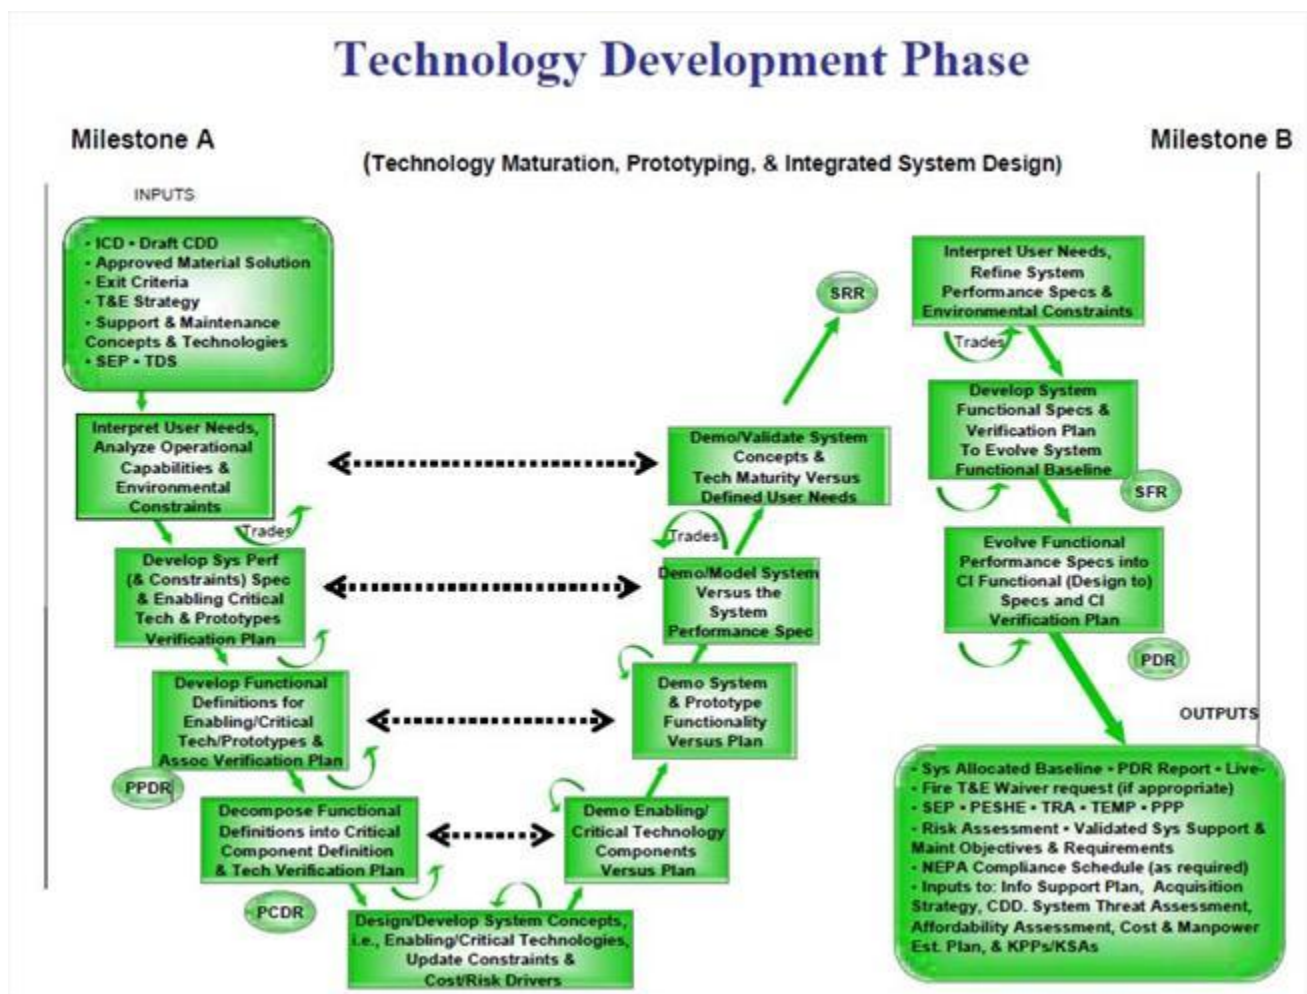 Technology Development Phase
Milestone A
Milestone B
(Technology Maturation, Prototyping, & Integrated System Design)
INPUTS
- ICD • Draft CDD
- Approved Material Solution
- Exit Criteria
- T&E Strategy
- Support & Maintenance
Concepts & Technologies
- SEP • TDS
Interpret User Needs,
Analyze Operational
Capabilities &
Environmental
Constraints
Trades
Develop Sys Perf
(& Constraints) Spec
& Enabling Critical
Tech & Prototypes
Verification Plan
Develop Functional
Definitions for
Enabling/Critical
Tech/Prototypes &
Assoc Verification Plan
PPDR
Decompose Functional
Definitions into Critical
Component Definition
& Tech Verification Plan
PCDR
Design/Develop System Concepts,
i.e., Enabling/Critical Technologies,
Update Constraints &
Cost/Risk Drivers
Demo Enabling/
Critical Technology
Components
Versus Plan
Demo System
& Prototype
Functionality
Versus Plan
Demo/Model System
Versus the
System
Performance Spec
Trades
Demo/Validate System
Concepts &
Tech Maturity Versus
Defined User Needs
SRR
Interpret User Needs,
Refine System
Performance Specs &
Environmental Constraints
Trades
Develop System
Functional Specs &
Verification Plan
To Evolve System
Functional Baseline
SFR
Evolve Functional
Performance Specs into
CI Functional (Design to)
Specs and CI
Verification Plan
PDR
OUTPUTS
- Sys Allocated Baseline • PDR Report • Live-
- Fire T&E Waiver request (if appropriate)
- SEP • PESHE • TRA • TEMP • PPP
- Risk Assessment • Validated Sys Support &
Maint Objectives & Requirements
- NEPA Compliance Schedule (as required)
- Inputs to: Info Support Plan, Acquisition
Strategy, CDD. System Threat Assessment,
Affordability Assessment, Cost & Manpower
Est. Plan, & KPPs/KSAs